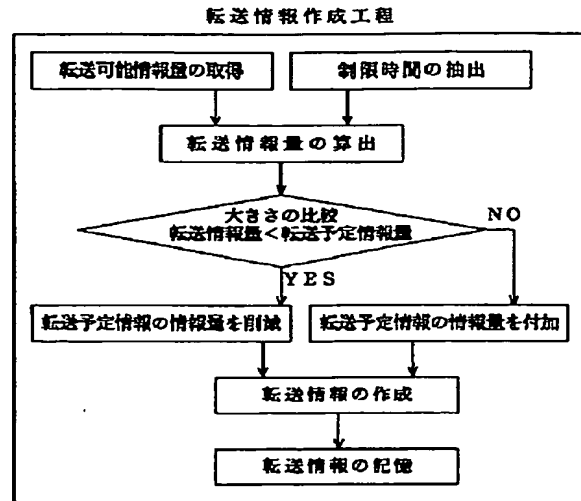 転送情報作成工程
転送可能情報量の取得
制限時間の抽出
転送情報量の算出
大きさの比較
転送情報量<転送予定情報量
NO
YES
転送予定情報の情報量を削減
転送予定情報の情報量を付加
転送情報の作成
転送情報の記憶